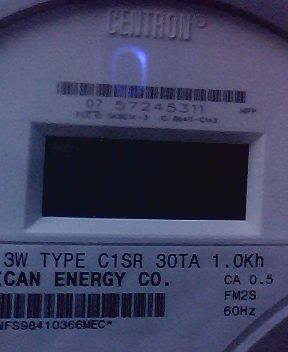 CENTRON®
07 57245311
3W TYPE C1SR 30TA 1.0Kh
ICAN ENERGY CO.
CA 0.5
FM2S
60Hz
NFS98410366MEC*